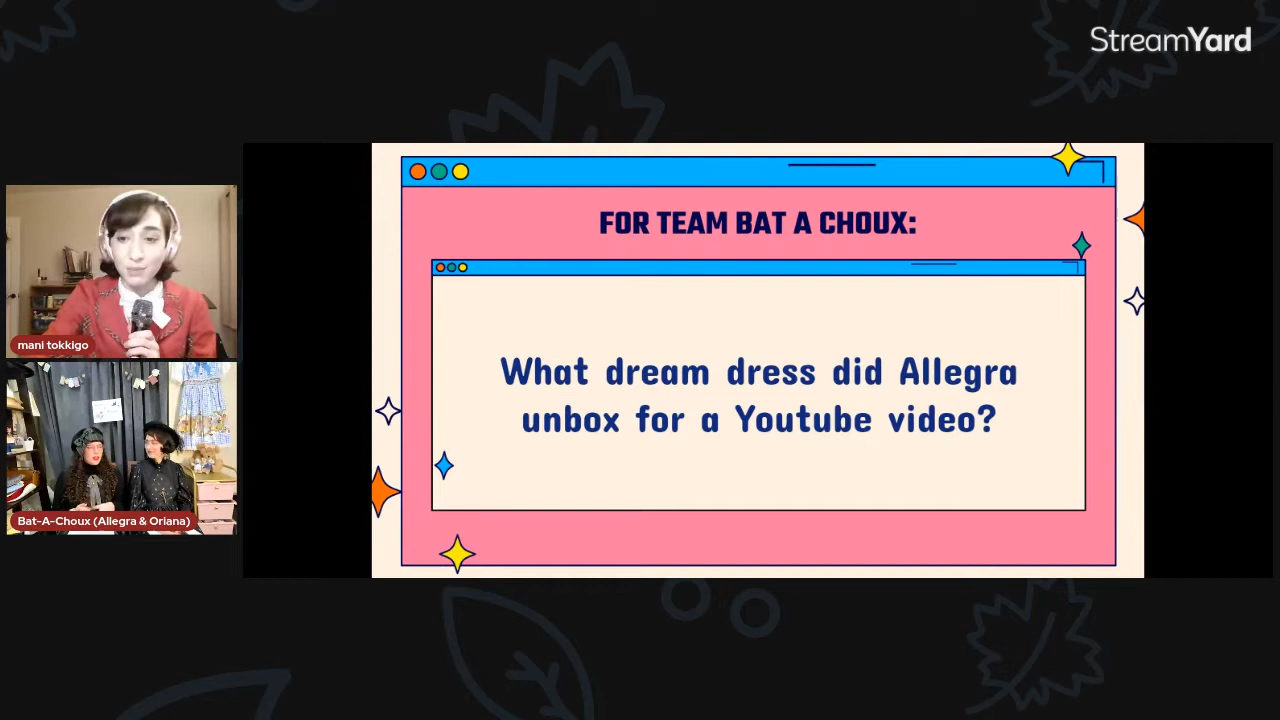 StreamYard
FOR TEAM BAT A CHOUX:
What dream dress did Allegra
unbox for a Youtube video?
mani tokkigo
Bat-A-Choux (Allegra & Oriana)